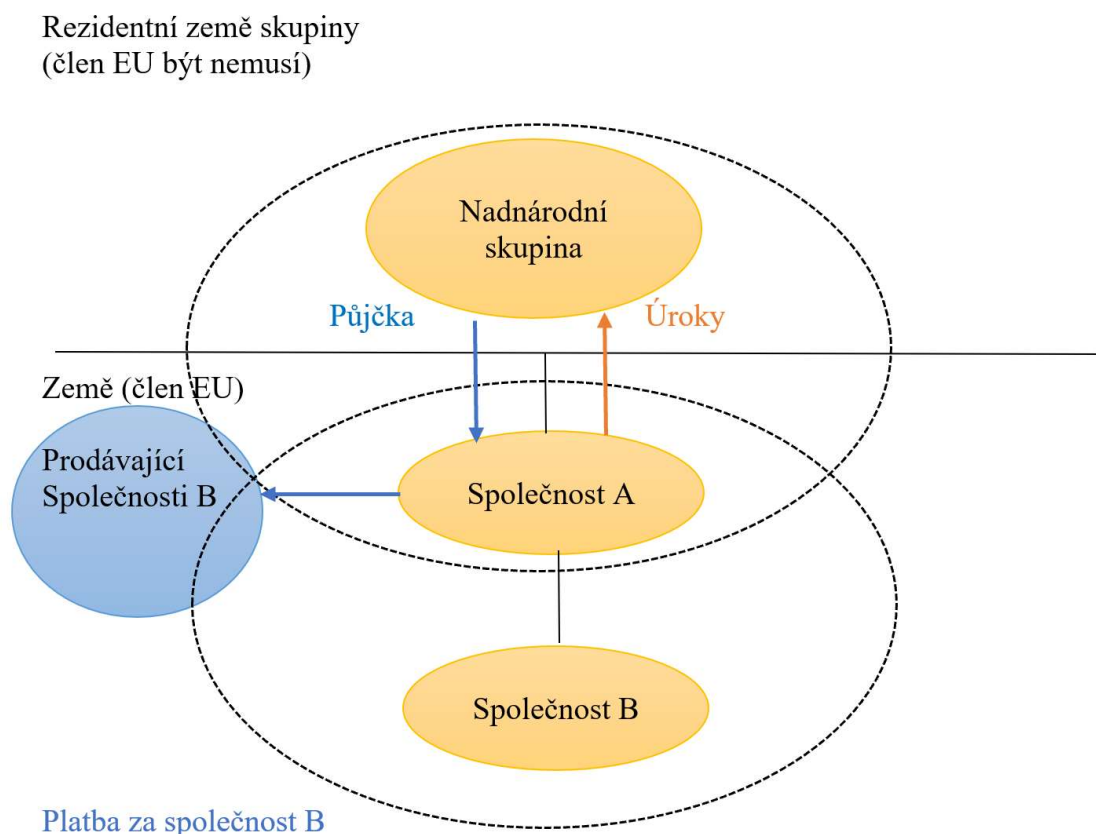 Rezidentní země skupiny
(člen EU být nemusí)
Nadnárodní
skupina
Půjčka
Úroky
Země (člen EU)
Prodávající
Společnosti B
Společnost A
Společnost B
Platba za společnost B